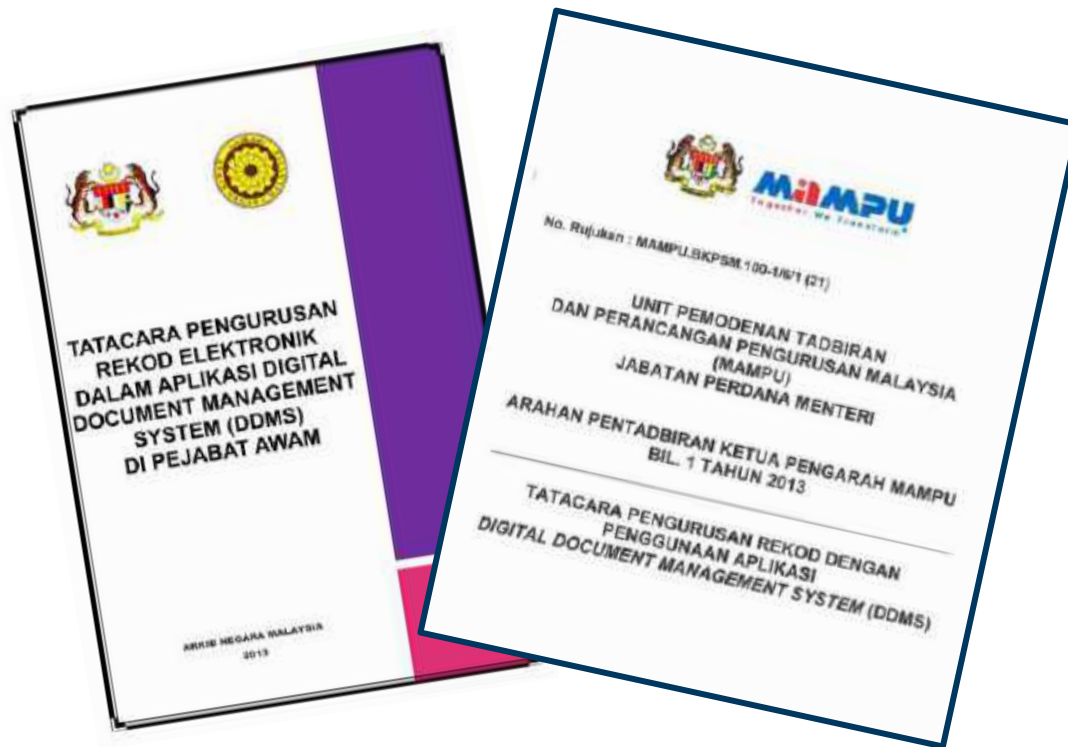 TATACARA PENGURUSAN
REKOD ELEKTRONIK
DALAM APLIKASI DIGITAL
DOCUMENT MANAGEMENT
SYSTEM (DDMS)
DI PEJABAT AWAM
ARKIB NEGARA MALAYSIA
2013
MAMPU
Together We Transform
No. Rujukan : MAMPU.BKPSM.100-1/6/1 (21)
UNIT PEMODENAN TADBIRAN
DAN PERANCANGAN PENGURUSAN MALAYSIA
(MAMPU)
JABATAN PERDANA MENTERI
ARAHAN PENTADBIRAN KETUA PENGARAH MAMPU
BIL. 1 TAHUN 2013
TATACARA PENGURUSAN REKOD DENGAN
PENGGUNAAN APLIKASI
DIGITAL DOCUMENT MANAGEMENT SYSTEM (DDMS)